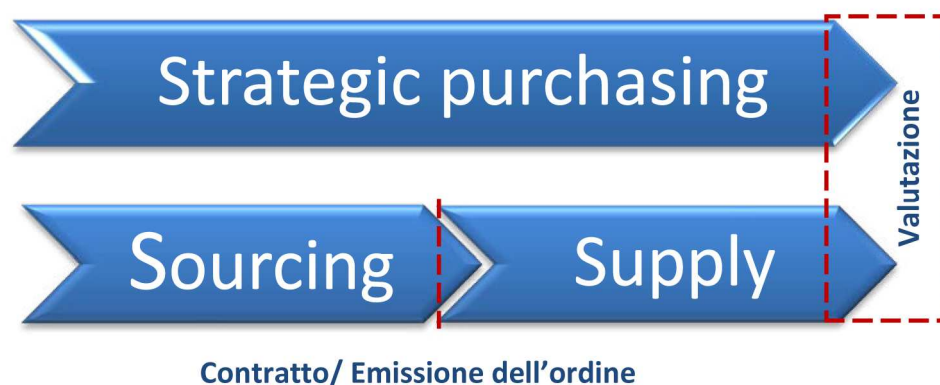 Strategic purchasing
Valutazione
Sourcing
Supply
Contratto/ Emissione dell’ordine